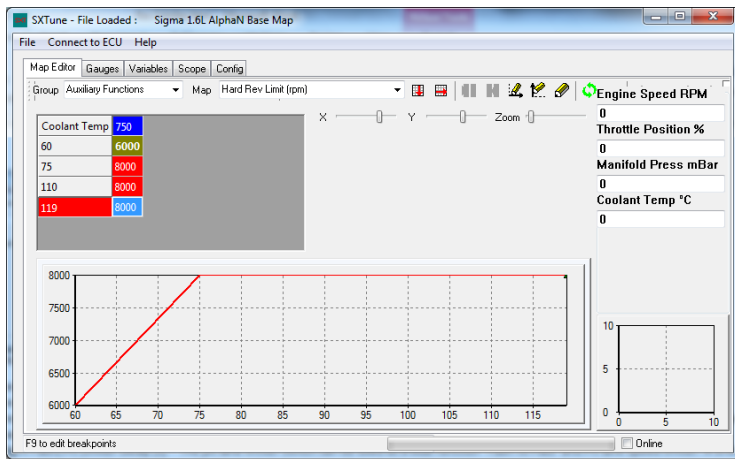 SXTune - File Loaded :    Sigma 1.6L AlphaN Base Map
File Connect to ECU Help
Map Editor Gauges Variables Scope Config
Group Auxiliary Functions Map Hard Rev Limit (rpm)
X Y Zoom
Engine Speed RPM
0
Throttle Position %
0
Manifold Press mBar
0
Coolant Temp °C
0
Coolant Temp 750
60 6000
75 8000
110 8000
119 8000
8000
7500
7000
6500
6000
60 65 70 75 80 85 90 95 100 105 110 115
10
5
0
0 5 10
F9 to edit breakpoints
Online